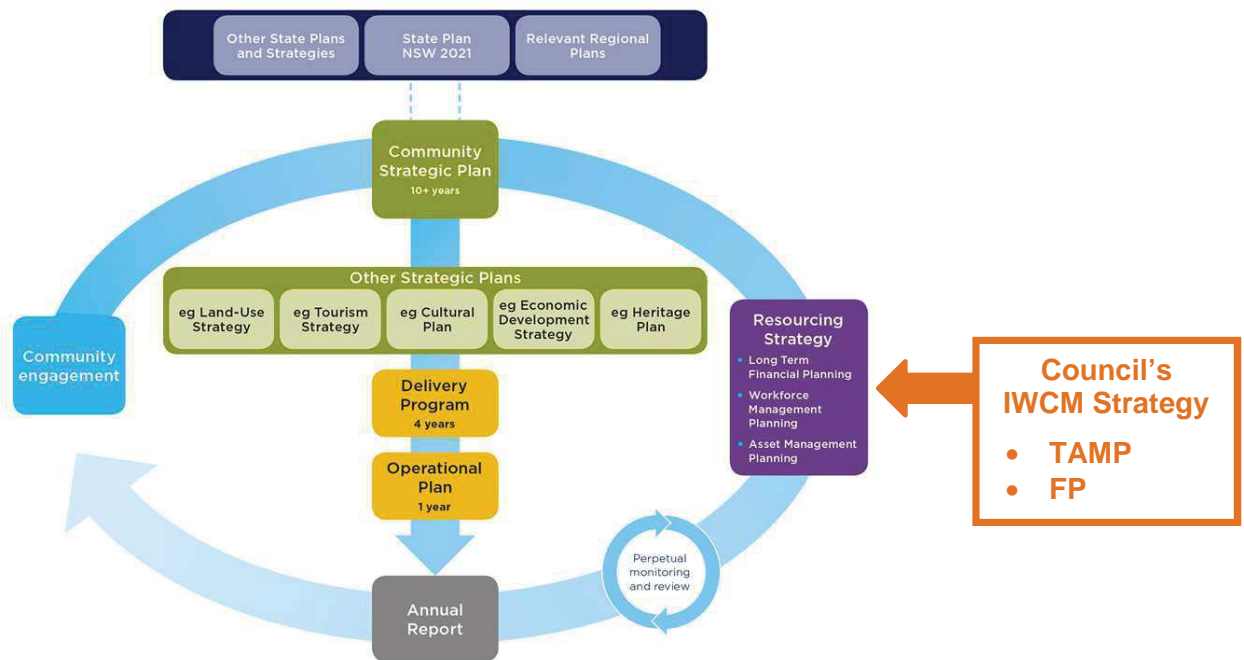 Other State Plans
and Strategies
State Plan
NSW 2021
Relevant Regional
Plans
Community
Strategic Plan
10+ years
Other Strategic Plans
eg Land-Use
Strategy
eg Tourism
Strategy
eg Cultural
Plan
eg Economic
Development
Strategy
eg Heritage
Plan
Community
engagement
Resourcing
Strategy
• Long Term
Financial Planning
• Workforce
Management
Planning
• Asset Management
Planning
Council’s
IWCM Strategy
• TAMP
• FP
Delivery
Program
4 years
Operational
Plan
1 year
Perpetual
monitoring
and review
Annual
Report